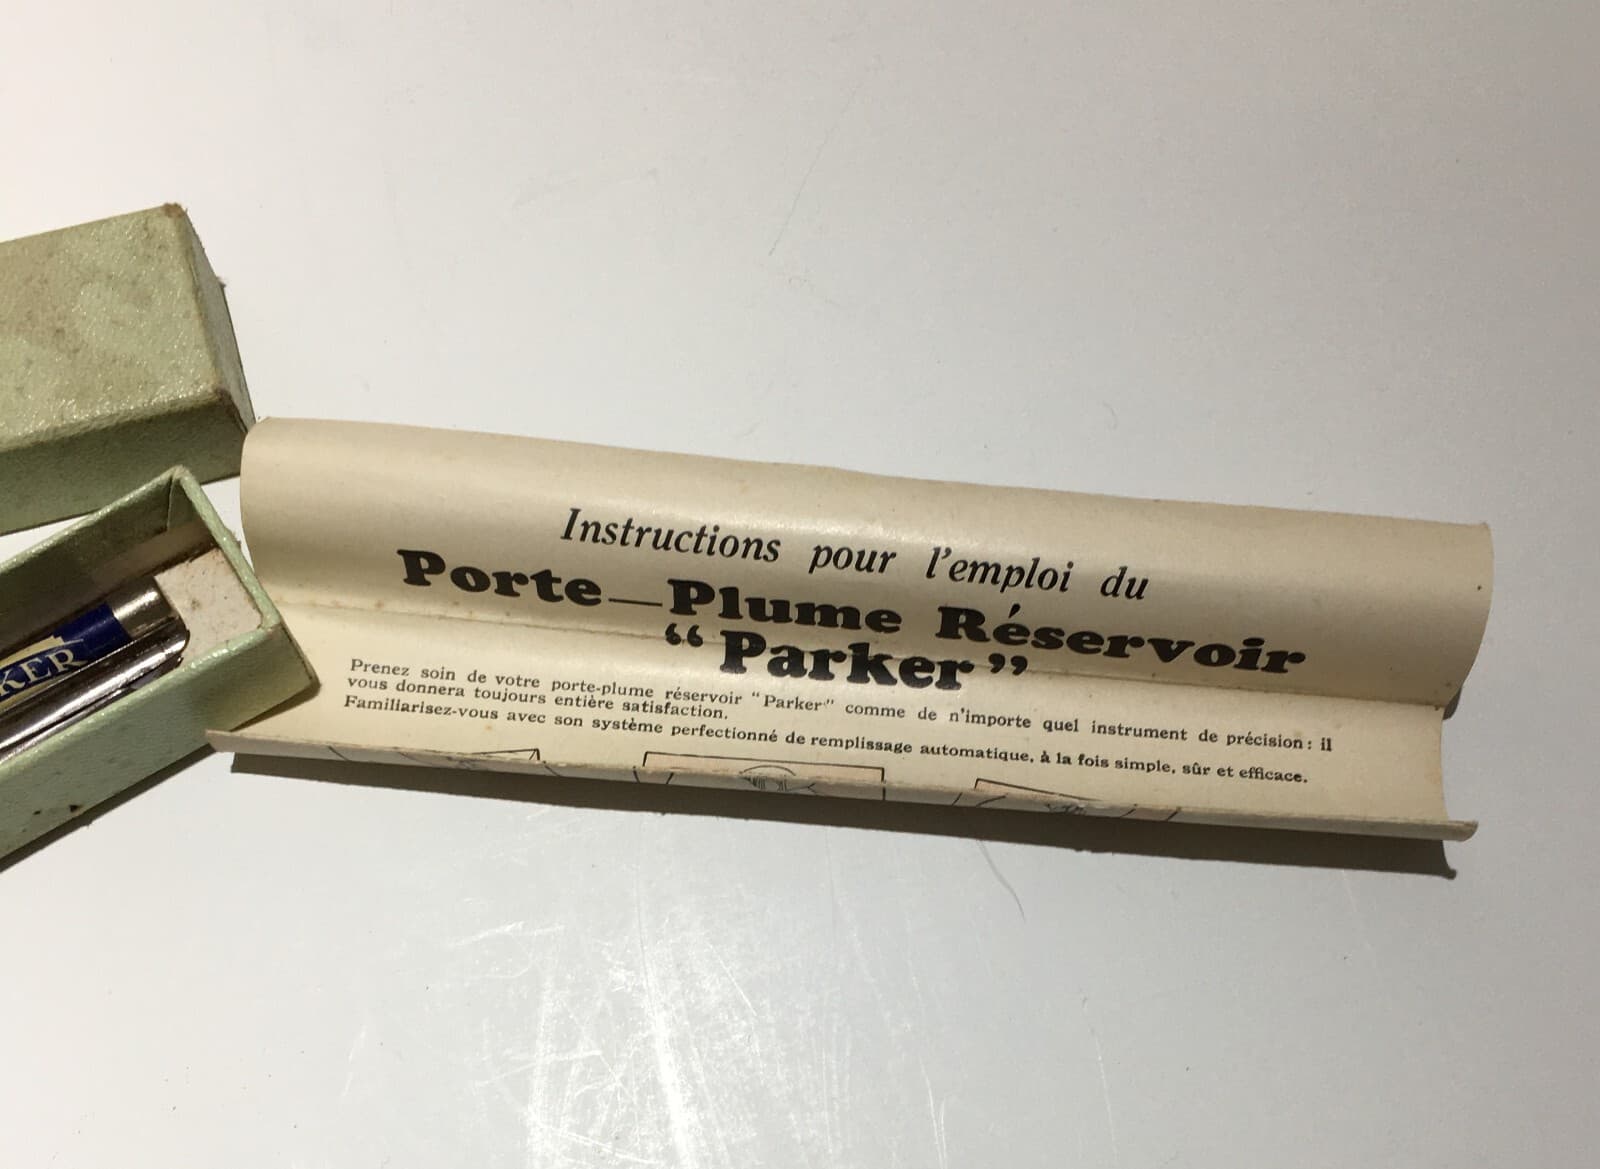 Instructions pour l'emploi du
Porte—Plume Réservoir
“Parker”
Prenez soin de votre porte-plume réservoir "Parker" comme de n'importe quel instrument de précision : il
vous donnera toujours entière satisfaction.
Familiarisez-vous avec son système perfectionné de remplissage automatique, à la fois simple, sûr et efficace.
KER